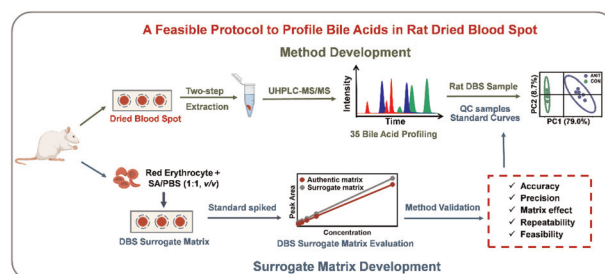 A Feasible Protocol to Profile Bile Acids in Rat Dried Blood Spot
Method Development
Two-step
Extraction
Dried Blood Spot
UHPLC-MS/MS
Intensity
Time
35 Bile Acid Profiling
Rat DBS Sample
QC samples
Standard Curves
PC2 (8.7%)
PC1 (79.0%)
ANIT
CON
Red Erythrocyte +
SA/PBS (1:1, v/v)
DBS Surrogate Matrix
Standard spiked
Peak Area
Authentic matrix
Surrogate matrix
Concentration
DBS Surrogate Matrix Evaluation
Method Validation
✓ Accuracy
✓ Precision
✓ Matrix effect
✓ Repeatability
✓ Feasibility
Surrogate Matrix Development